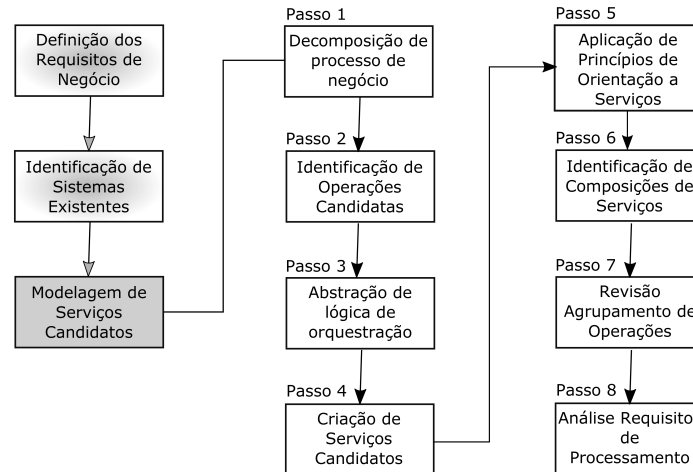 Definição dos
Requisitos de
Negócio
Identificação de
Sistemas
Existentes
Modelagem de
Serviços
Candidatos
Passo 1
Decomposição de
processo de
negócio
Passo 2
Identificação de
Operações
Candidatas
Passo 3
Abstração de
lógica de
orquestração
Passo 4
Criação de
Serviços
Candidatos
Passo 5
Aplicação de
Princípios de
Orientação a
Serviços
Passo 6
Identificação de
Composições de
Serviços
Passo 7
Revisão
Agrupamento de
Operações
Passo 8
Análise Requisito
de
Processamento